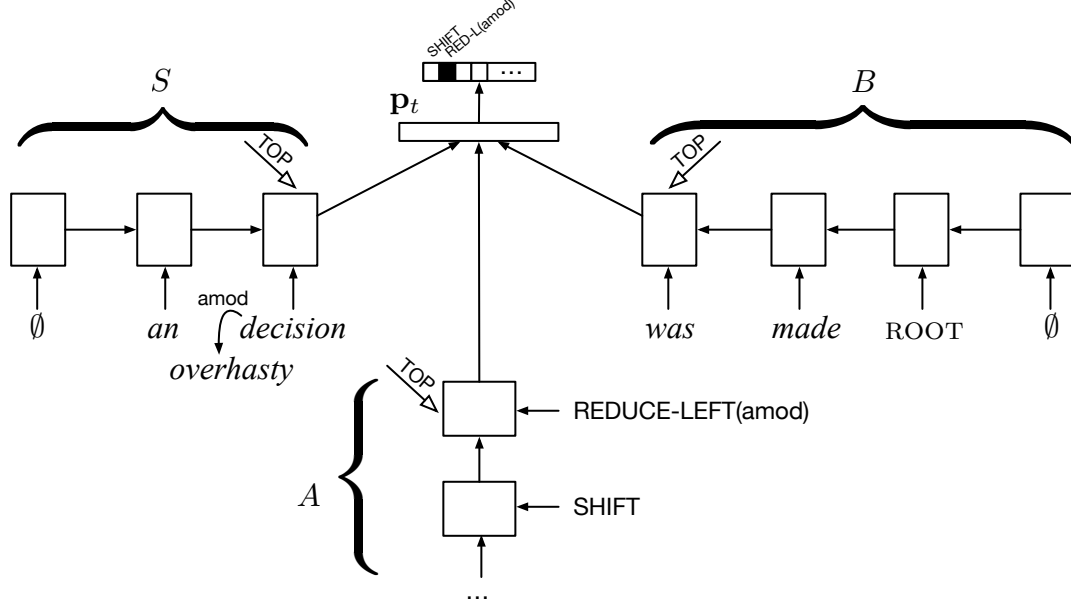 SHIFT
RED-L(amod)
...
S
p_t
B
TOP
TOP
amod
∅ an decision was made ROOT ∅
overhasty
TOP
REDUCE-LEFT(amod)
A
SHIFT
...